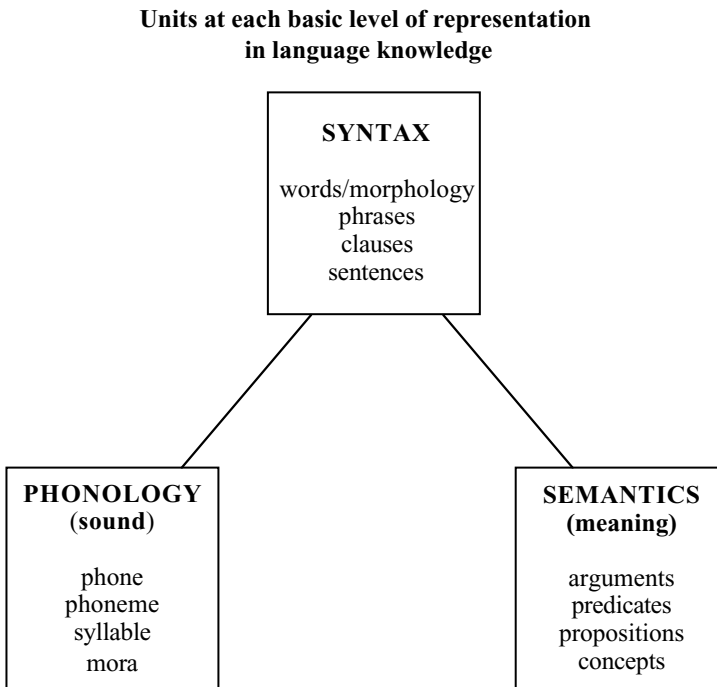 Units at each basic level of representation
in language knowledge
SYNTAX
words/morphology
phrases
clauses
sentences
PHONOLOGY
(sound)
phone
phoneme
syllable
mora
SEMANTICS
(meaning)
arguments
predicates
propositions
concepts